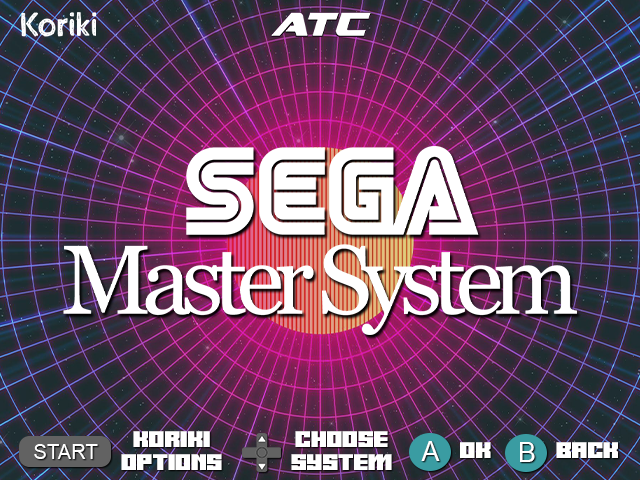 Koriki
ATC
SEGA
Master System
START
KORIKI
OPTIONS
CHOOSE
SYSTEM
A OK
B BACK